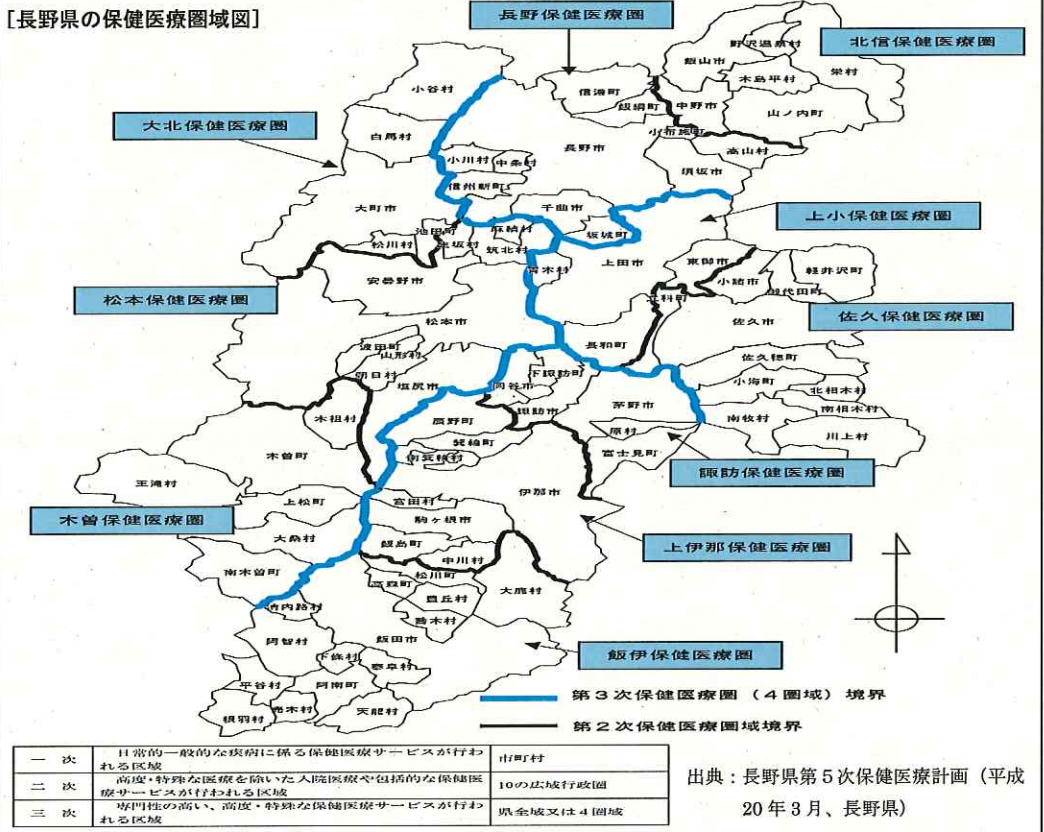 [長野県の保健医療圏域図]
長野保健医療圏
北信保健医療圏
野沢温泉村
飯山市
栄村
木島平村
小谷村
信濃町
飯綱町
中野市
山ノ内町
大北保健医療圏
白馬村
小布施町
高山村
長野市
小川村
中条村
須坂市
信州新町
大町市
千曲市
上小保健医療圏
池田町
麻績村
坂城町
松川村
生坂村
筑北村
上田市
東御市
青木村
軽井沢町
安曇野市
小諸市
御代田町
松本保健医療圏
立科町
佐久市
佐久保健医療圏
松本市
長和町
波田町
山形村
佐久穂町
朝日村
下諏訪町
小海町
塩尻市
岡谷市
北相木村
茅野市
諏訪市
南牧村
南相木村
木祖村
辰野町
原村
川上村
箕輪町
木曽町
南箕輪村
富士見町
諏訪保健医療圏
王滝村
伊那市
上松町
宮田村
木曽保健医療圏
駒ヶ根市
大桑村
飯島町
上伊那保健医療圏
中川村
南木曽町
松川町
高森町
大鹿村
豊丘村
清内路村
喬木村
阿智村
飯田市
飯伊保健医療圏
下條村
泰阜村
平谷村
阿南町
売木村
天龍村
根羽村
第3次保健医療圏(4圏域)境界
第2次保健医療圏域境界
一 次 日常的一般的な疾病に係る保健医療サービスが行わ
れる区域 市町村
二 次 高度・特殊な医療を除いた入院医療や包括的な保健医
療サービスが行われる区域 10の広域行政圏
三 次 専門性の高い、高度・特殊な保健医療サービスが行わ
れる区域 県全域又は4圏域
出典:長野県第5次保健医療計画(平成
20年3月、長野県)